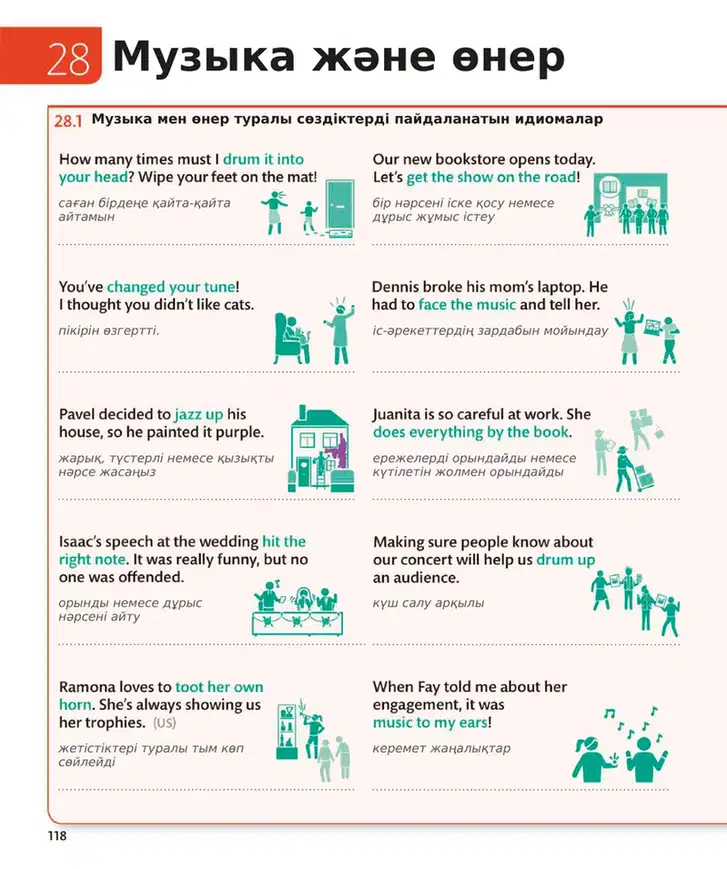 28 Музыка және өнер
28.1 Музыка мен өнер туралы сөздіктерді пайдаланатын идиомалар
How many times must I drum it into
your head? Wipe your feet on the mat!
саған бірдеңе қайта-қайта
айтамын
Our new bookstore opens today.
Let's get the show on the road!
бір нәрсені іске қосу немесе
дұрыс жұмыс істеу
You've changed your tune!
I thought you didn't like cats.
пікірін өзгертті.
Dennis broke his mom's laptop. He
had to face the music and tell her.
іс-әрекеттердің зардабын мойындау
Pavel decided to jazz up his
house, so he painted it purple.
жарық, түстерлі немесе қызықты
нәрсе жасаңыз
Juanita is so careful at work. She
does everything by the book.
ережелерді орындайды немесе
күтілетін жолмен орындайды
Isaac's speech at the wedding hit the
right note. It was really funny, but no
one was offended.
орынды немесе дұрыс
нәрсені айту
Making sure people know about
our concert will help us drum up
an audience.
күш салу арқылы
Ramona loves to toot her own
horn. She's always showing us
her trophies. (US)
жетістіктері туралы тым көп
сөйлейді
When Fay told me about her
engagement, it was
music to my ears!
керемет жаңалықтар
118